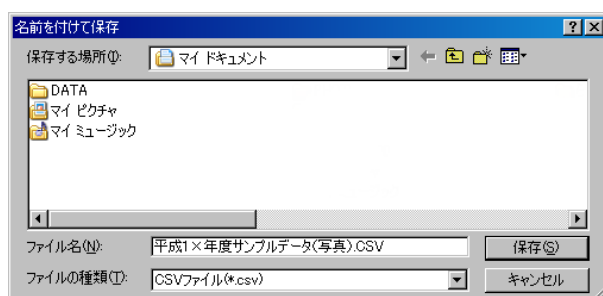 名前を付けて保存
保存する場所(I): マイ ドキュメント
DATA
マイ ピクチャ
マイ ミュージック
ファイル名(N): 平成1×年度サンプルデータ(写真).CSV 保存(S)
ファイルの種類(T): CSVファイル(*.csv) キャンセル